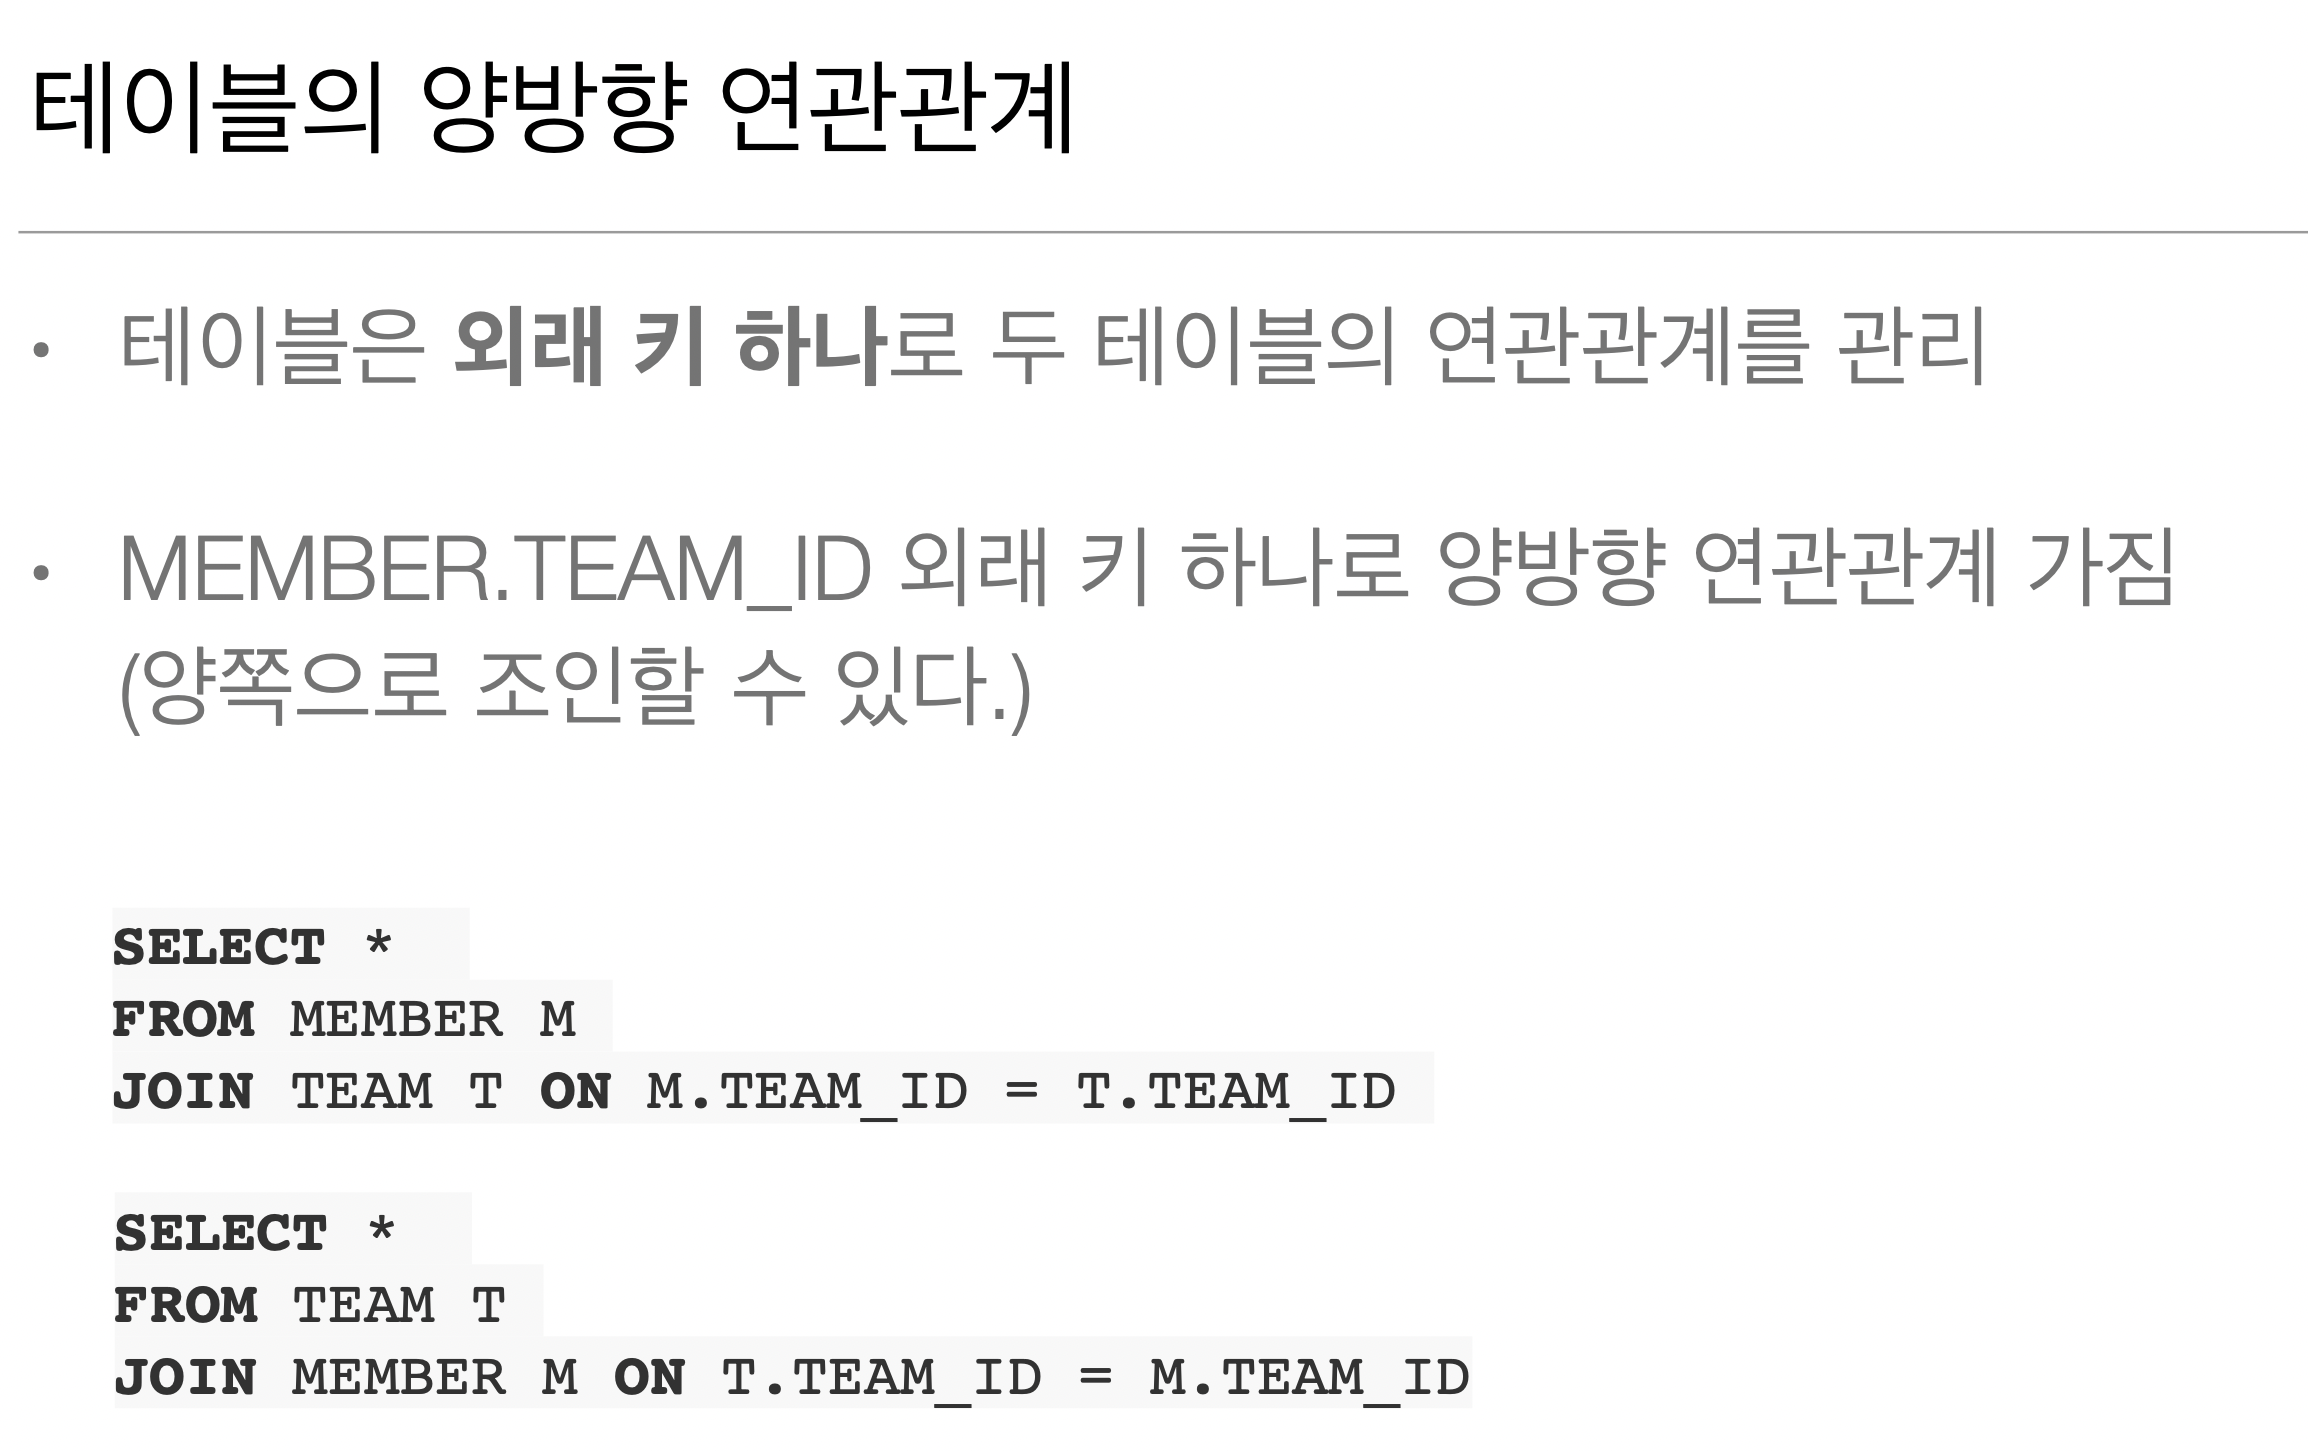 테이블의 양방향 연관관계
• 테이블은 외래 키 하나로 두 테이블의 연관관계를 관리
• MEMBER.TEAM_ID 외래 키 하나로 양방향 연관관계 가짐
(양쪽으로 조인할 수 있다.)
SELECT *
FROM MEMBER M
JOIN TEAM T ON M.TEAM_ID = T.TEAM_ID
SELECT *
FROM TEAM T
JOIN MEMBER M ON T.TEAM_ID = M.TEAM_ID